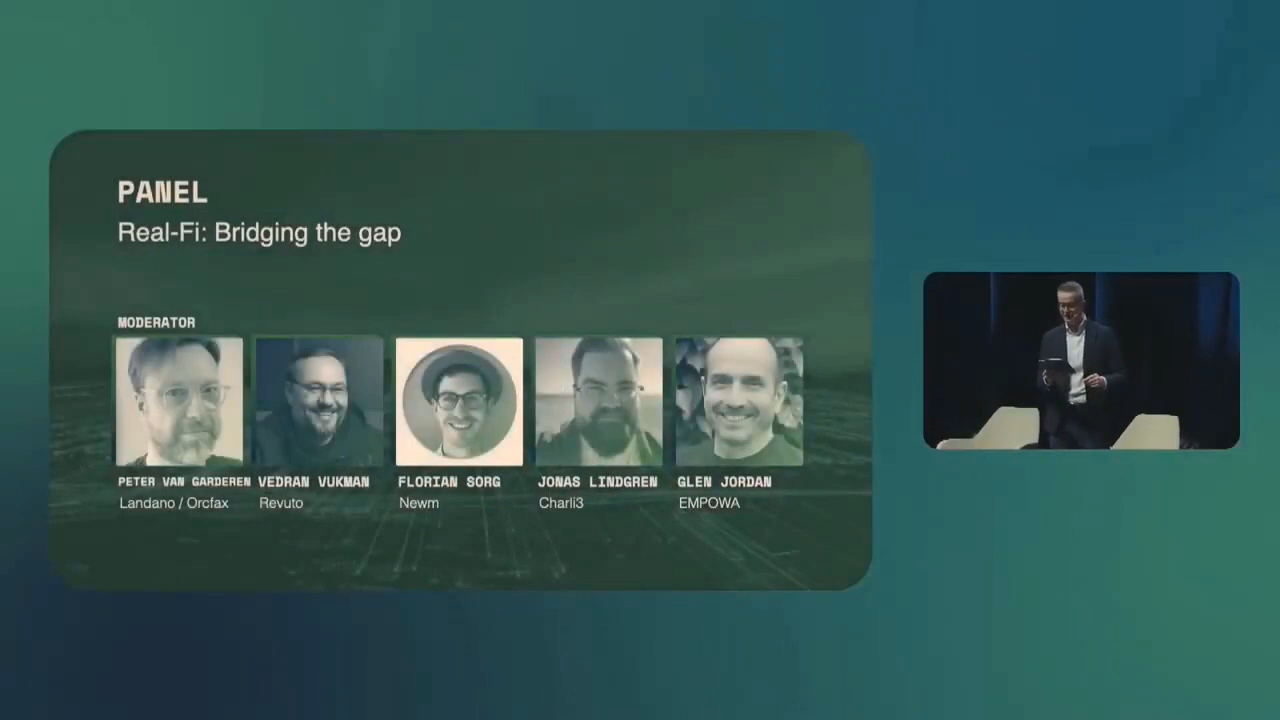 PANEL
Real-Fi: Bridging the gap
MODERATOR
PETER VAN GARDEREN
Landano / Orcfax
VEDRAN VUKMAN
Revuto
FLORIAN SORG
Newm
JONAS LINDGREN
Charli3
GLEN JORDAN
EMPOWA